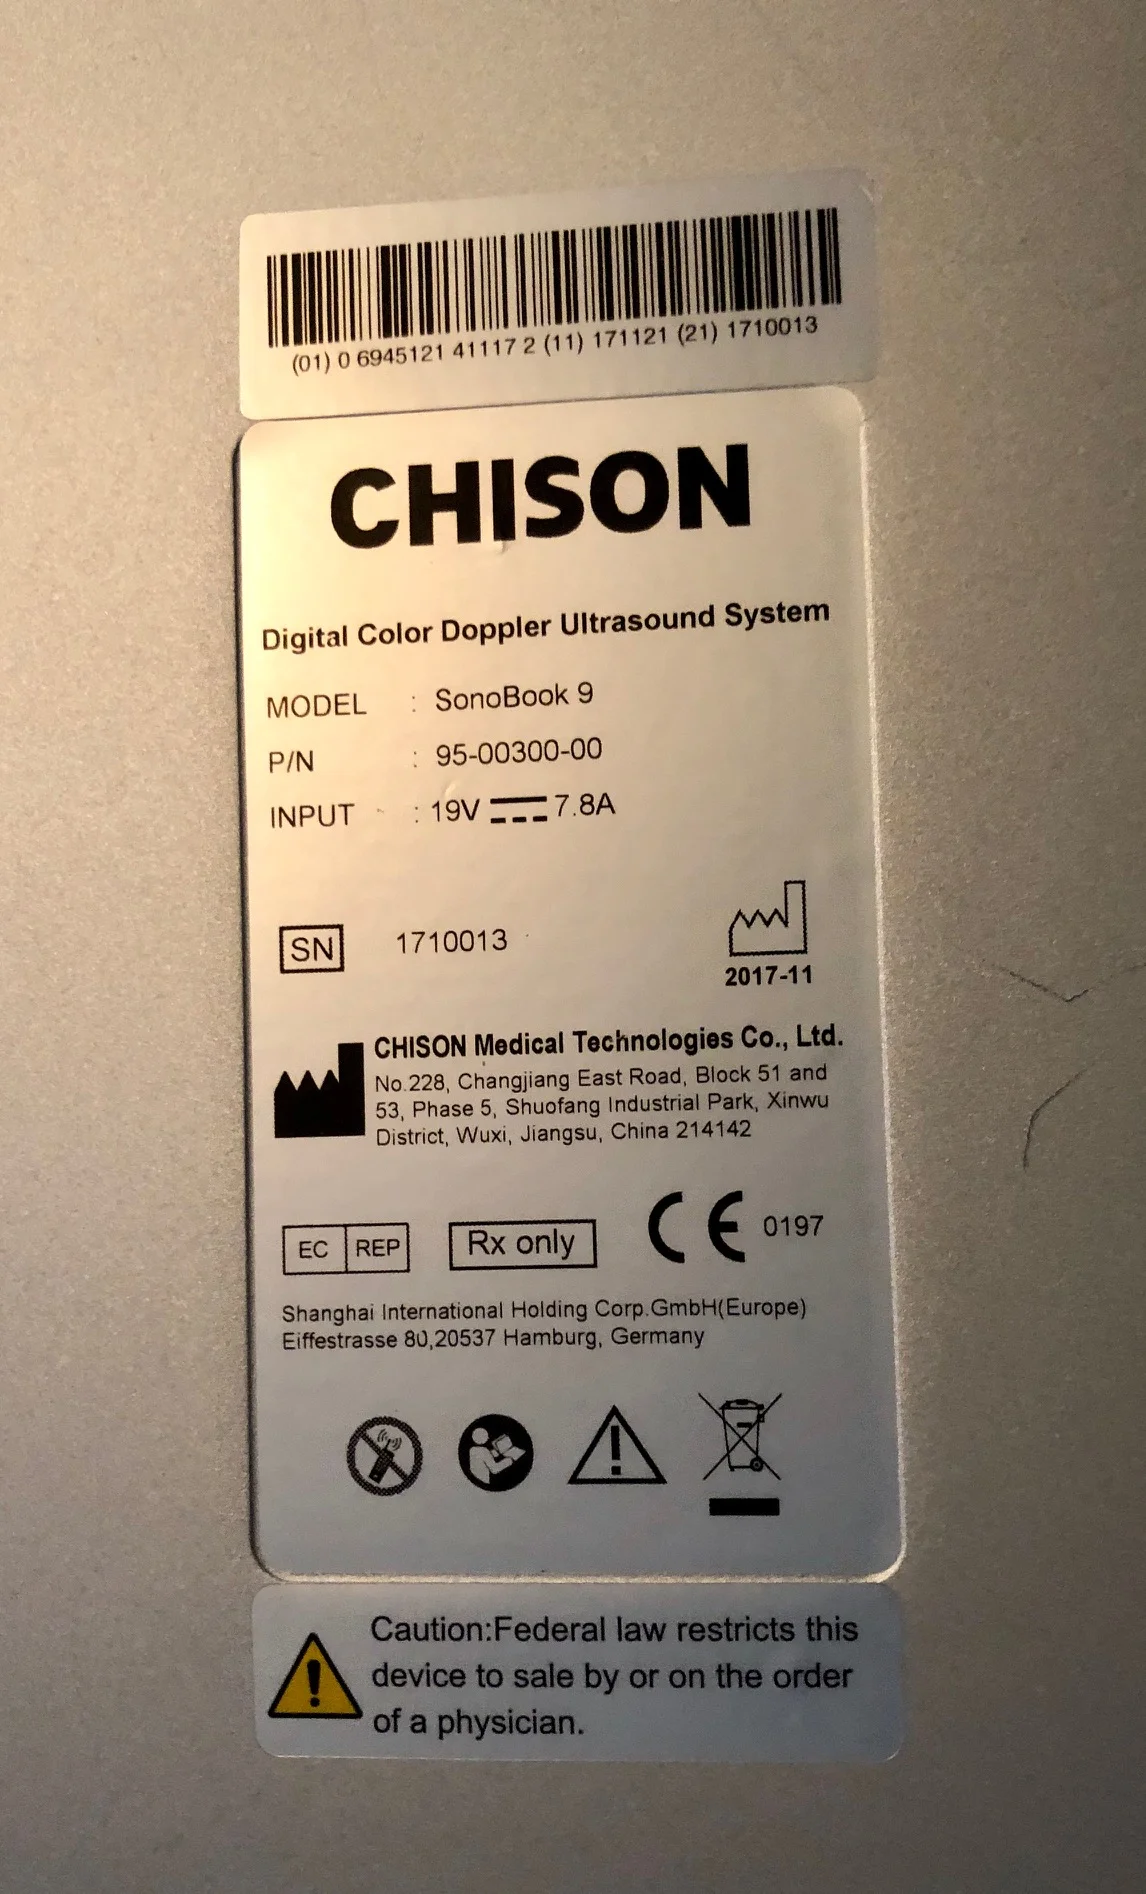 (01) 0 6945121 41117 2 (11) 171121 (21) 1710013
CHISON
Digital Color Doppler Ultrasound System
MODEL : SonoBook 9
P/N : 95-00300-00
INPUT : 19V 7.8A
SN 1710013
2017-11
CHISON Medical Technologies Co., Ltd.
No.228, Changjiang East Road, Block 51 and
53, Phase 5, Shuofang Industrial Park, Xinwu
District, Wuxi, Jiangsu, China 214142
EC REP Rx only CE 0197
Shanghai International Holding Corp.GmbH(Europe)
Eiffestrasse 80,20537 Hamburg, Germany
Caution:Federal law restricts this
device to sale by or on the order
of a physician.